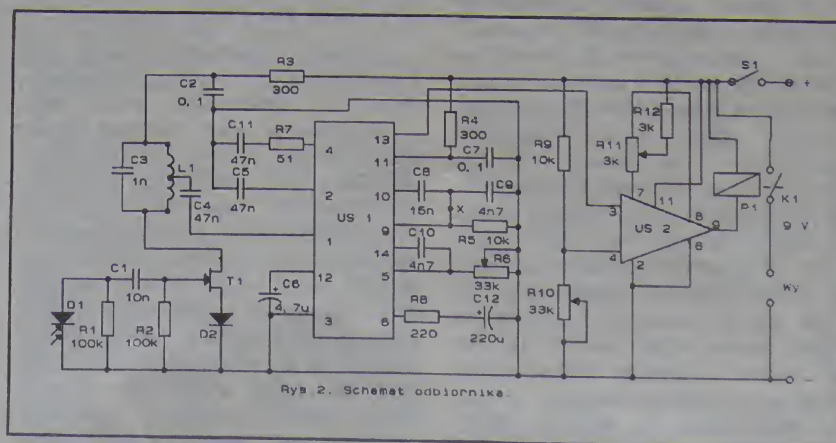 S1
+
R3
300
C2
0, 1
R4
300
C7
0, 1
C11
47n
R7
51
C5
47n
C3
1n
L1
C4
47n
4
2
1
12
3
US 1
13
11
10
9
14
5
6
C8
15n
C9
4n7
X
R5
10k
C10
4n7
R6
33k
R8
220
C12
220u
+
C6
+
4, 7u
C1
10n
T1
D1
R1
100k
R2
100k
D2
R9
10k
R10
33k
R11
3k
R12
3k
7
11
8
3
4
2
6
9
US 2
P1
K1
9 V
Wy
-
Rys 2. Schemat odbiornika.